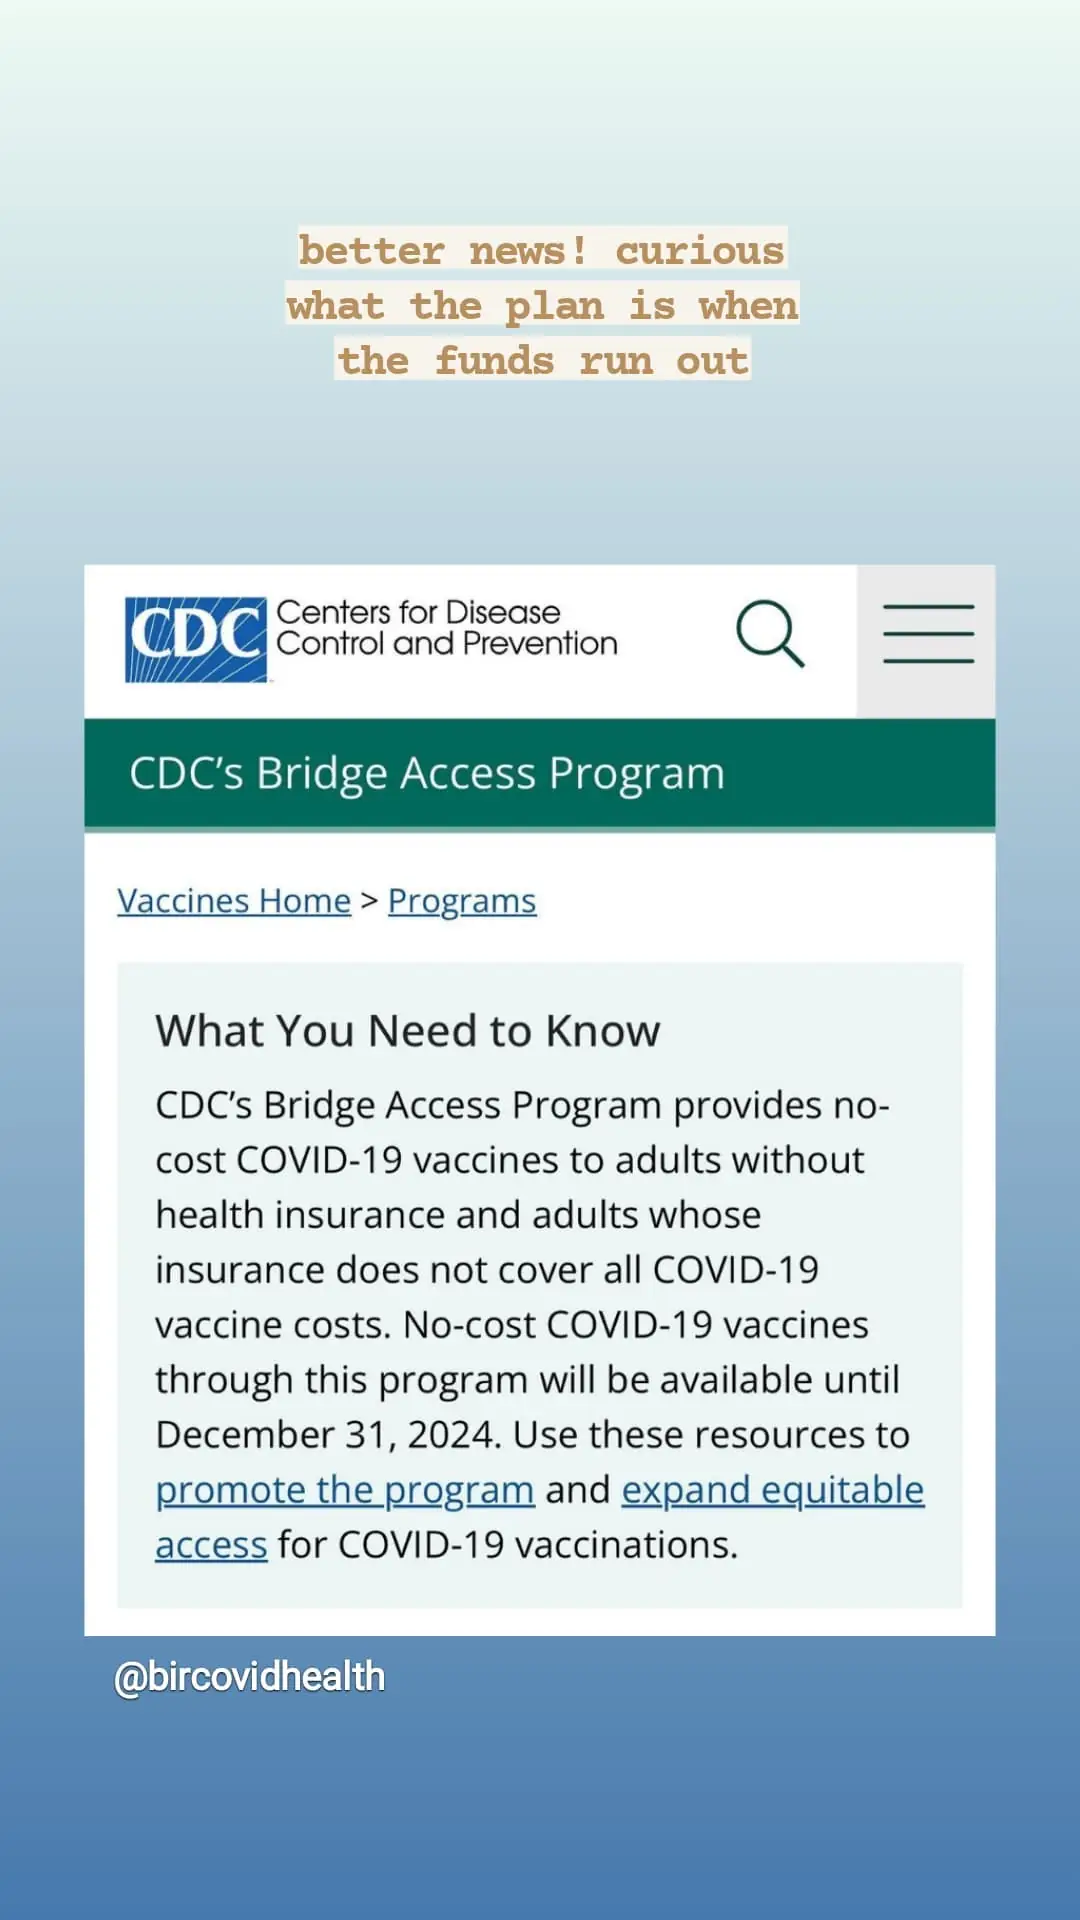 better news! curious
what the plan is when
the funds run out
CDC Centers for Disease
Control and Prevention
CDC’s Bridge Access Program
Vaccines Home > Programs
What You Need to Know
CDC’s Bridge Access Program provides no-
cost COVID-19 vaccines to adults without
health insurance and adults whose
insurance does not cover all COVID-19
vaccine costs. No-cost COVID-19 vaccines
through this program will be available until
December 31, 2024. Use these resources to
promote the program and expand equitable
access for COVID-19 vaccinations.
@bircovidhealth